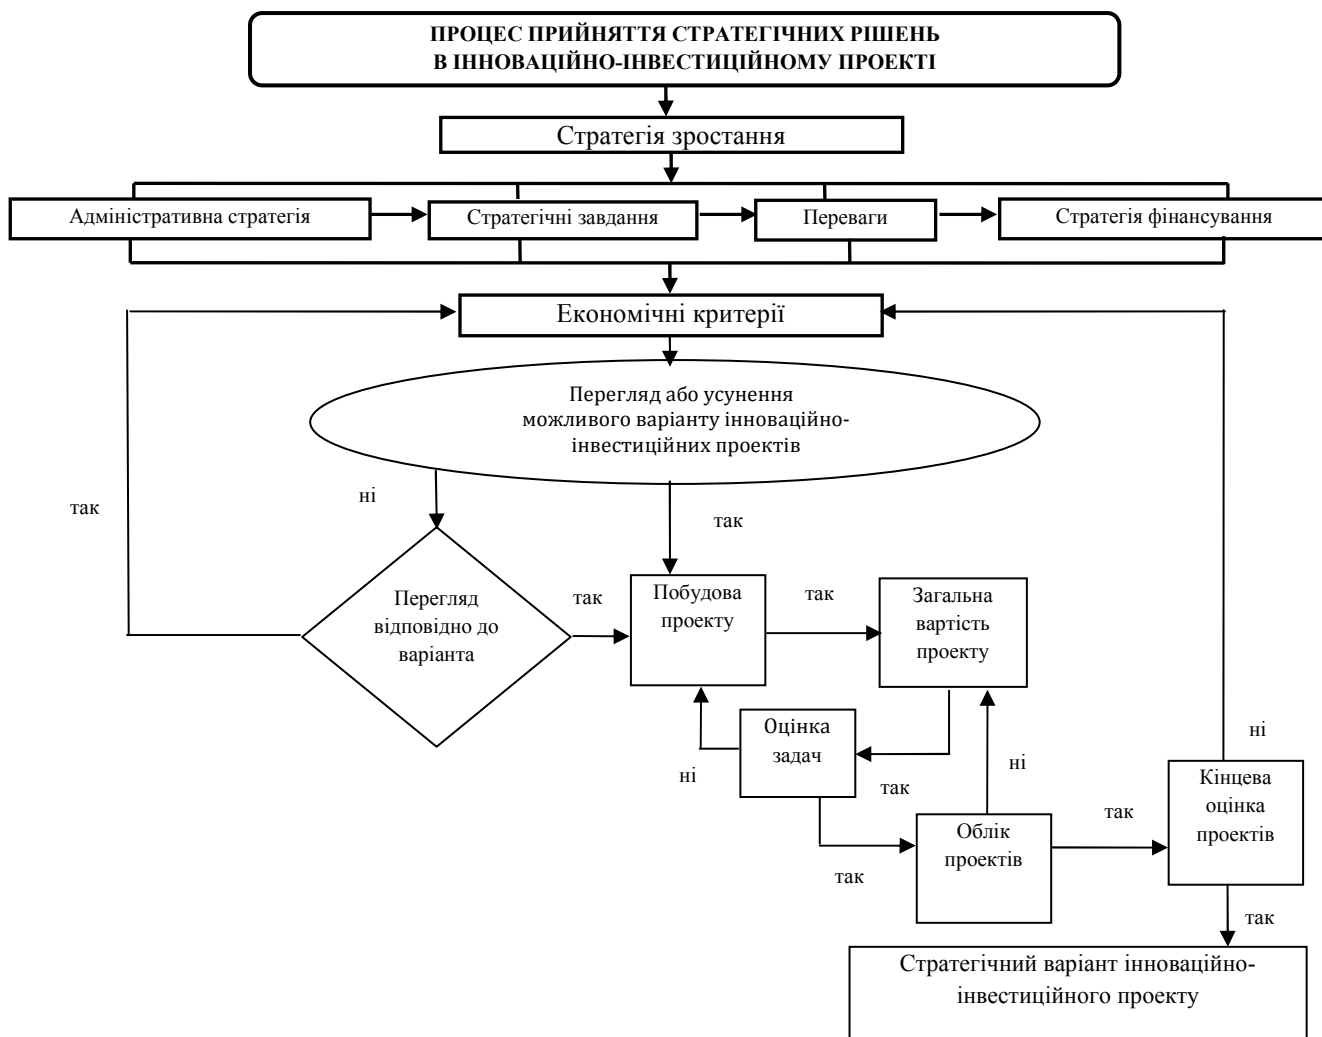 ПРОЦЕС ПРИЙНЯТТЯ СТРАТЕГІЧНИХ РІШЕНЬ
В ІННОВАЦІЙНО-ІНВЕСТИЦІЙНОМУ ПРОЕКТІ
Стратегія зростання
Адміністративна стратегія
Стратегічні завдання
Переваги
Стратегія фінансування
Економічні критерії
Перегляд або усунення
можливого варіанту інноваційно-
інвестиційних проектів
так
ні
так
Перегляд
відповідно до
варіанта
так
Побудова
проекту
так
Загальна
вартість
проекту
Оцінка
задач
ні
так
ні
ні
Облік
проектів
так
так
Кінцева
оцінка
проектів
так
Стратегічний варіант інноваційно-
інвестиційного проекту